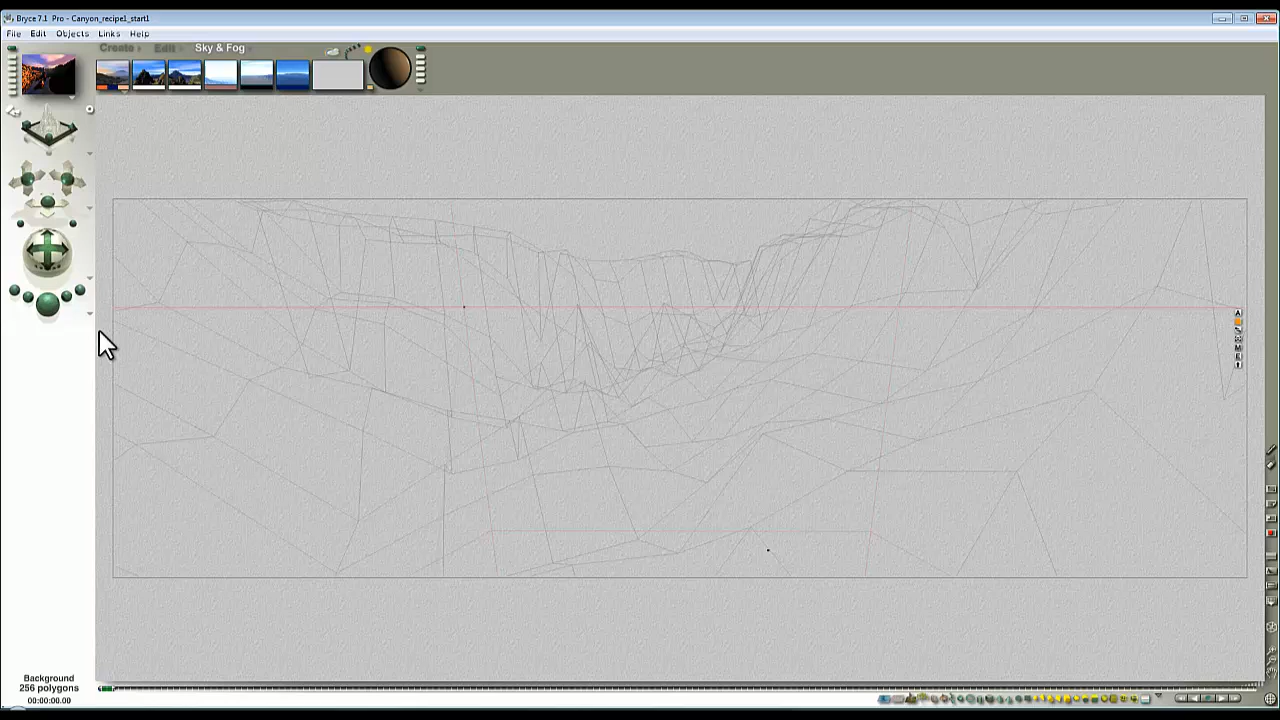 Bryce 7.1 Pro - Canyon_recipe1_start1
File Edit Objects Links Help
Create Edit Sky & Fog
A
M
E
Background
256 polygons
00:00:00.00